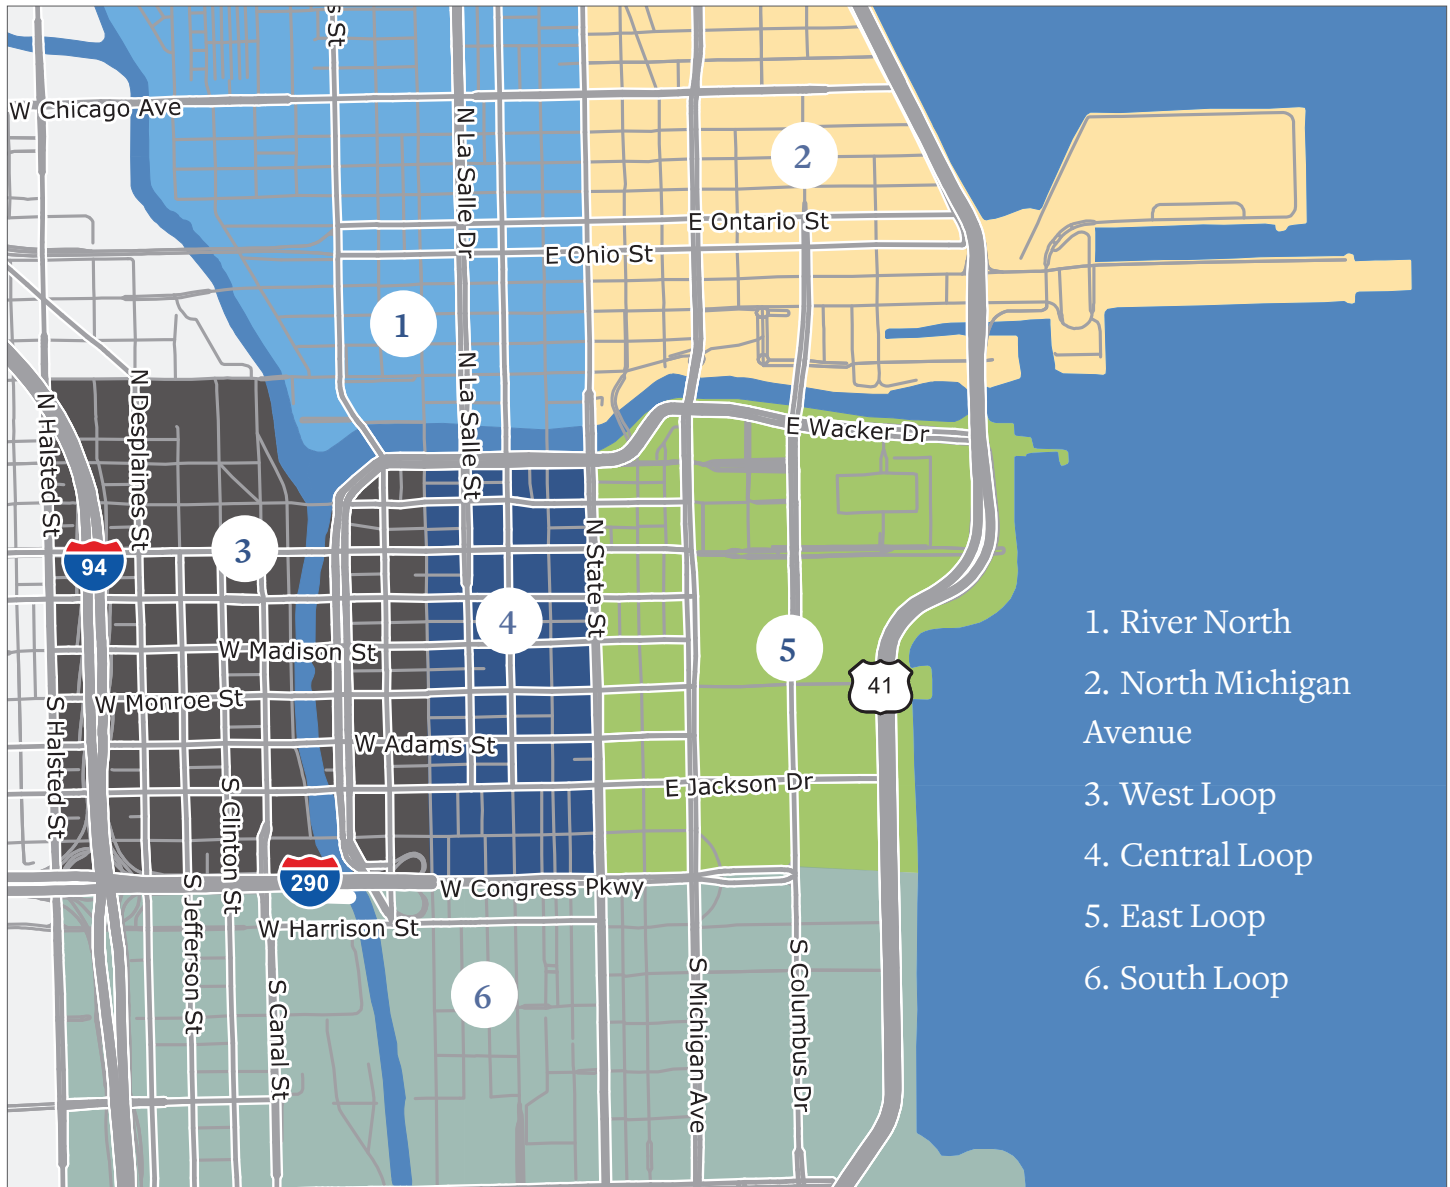 s St
W Chicago Ave
N La Salle Dr
2
E Ontario St
E Ohio St
1
N Desplaines St
N Halsted St
N La Salle St
E Wacker Dr
3
94
N State St
4
5
W Madison St
41
W Monroe St
S Halsted St
W Adams St
S Clinton St
E Jackson Dr
290
W Congress Pkwy
S Jefferson St
W Harrison St
S Canal St
6
S Michigan Ave
S Columbus Dr
1. River North
2. North Michigan
Avenue
3. West Loop
4. Central Loop
5. East Loop
6. South Loop